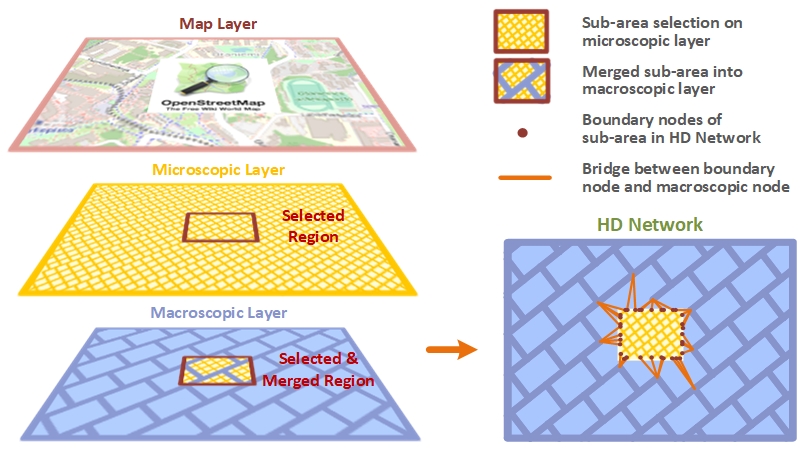 Map Layer
OpenStreetMap
The Free Wiki World Map
Microscopic Layer
Selected
Region
Macroscopic Layer
Selected &
Merged Region
Sub-area selection on
microscopic layer
Merged sub-area into
macroscopic layer
Boundary nodes of
sub-area in HD Network
Bridge between boundary
node and macroscopic node
HD Network